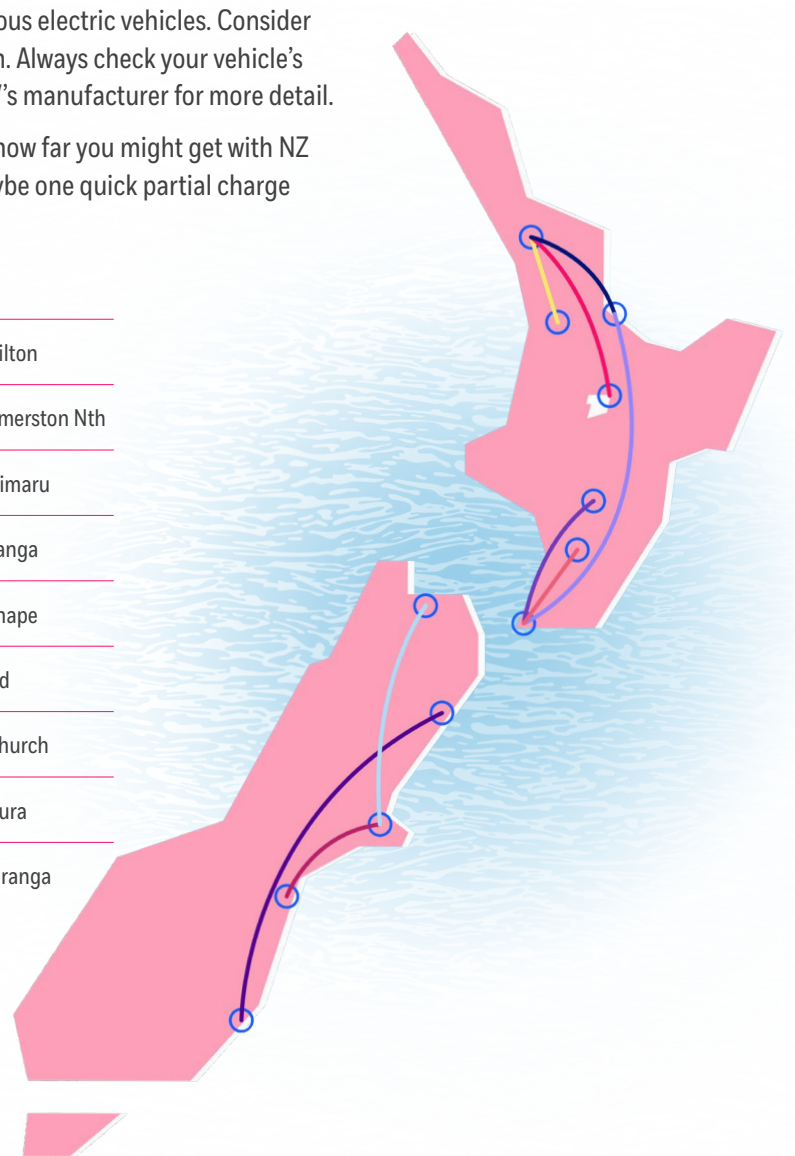 ous electric vehicles. Consider
n. Always check your vehicle’s
’s manufacturer for more detail.
how far you might get with NZ
ybe one quick partial charge
ilton
merston Nth
imaru
anga
hape
d
hurch
ura
ranga